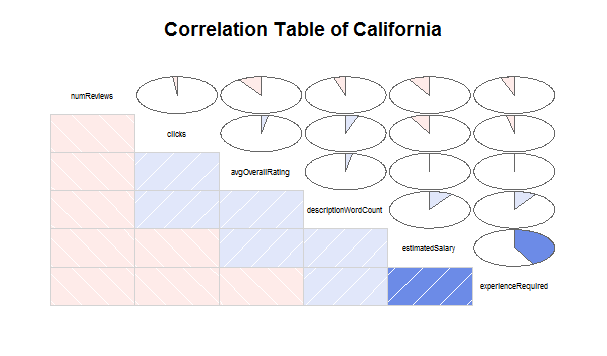 Correlation Table of California
numReviews
clicks
avgOverallRating
descriptionWordCount
estimatedSalary
experienceRequired